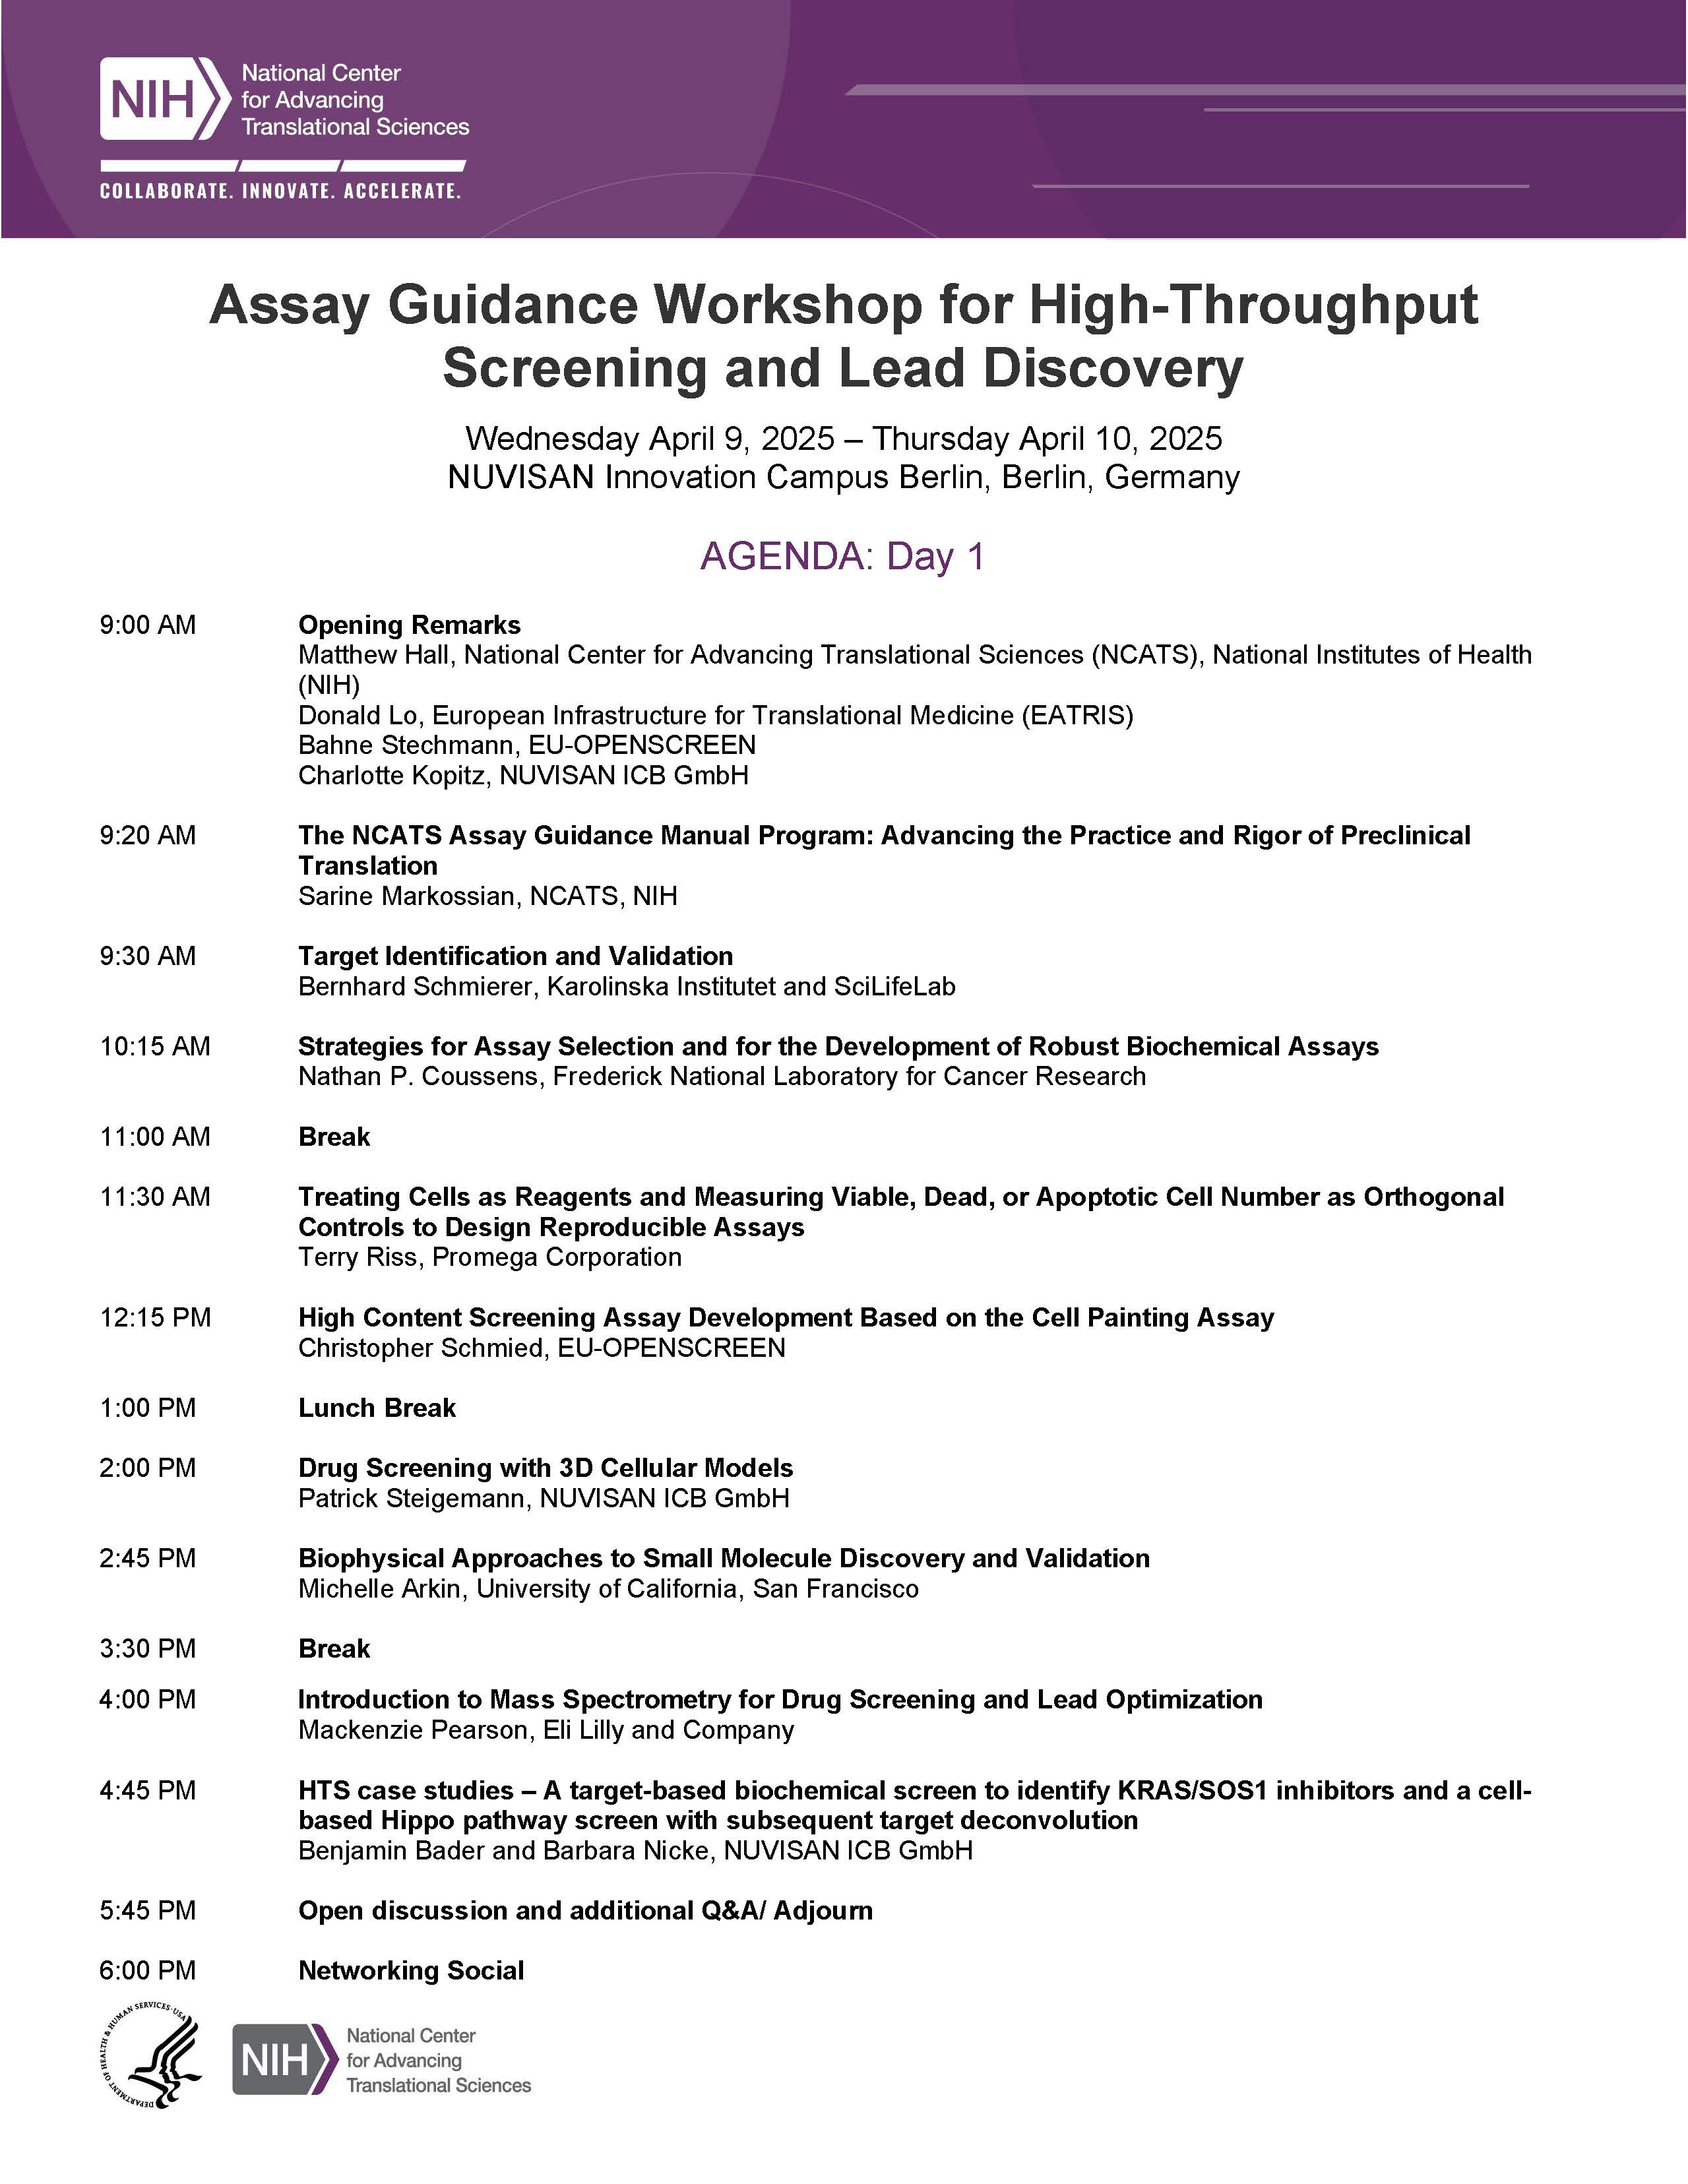 NIH
National Center
for Advancing
Translational Sciences
COLLABORATE. INNOVATE. ACCELERATE.
Assay Guidance Workshop for High-Throughput
Screening and Lead Discovery
Wednesday April 9, 2025 – Thursday April 10, 2025
NUVISAN Innovation Campus Berlin, Berlin, Germany
AGENDA: Day 1
9:00 AM Opening Remarks
Matthew Hall, National Center for Advancing Translational Sciences (NCATS), National Institutes of Health
(NIH)
Donald Lo, European Infrastructure for Translational Medicine (EATRIS)
Bahne Stechmann, EU-OPENSCREEN
Charlotte Kopitz, NUVISAN ICB GmbH
9:20 AM The NCATS Assay Guidance Manual Program: Advancing the Practice and Rigor of Preclinical
Translation
Sarine Markossian, NCATS, NIH
9:30 AM Target Identification and Validation
Bernhard Schmierer, Karolinska Institutet and SciLifeLab
10:15 AM Strategies for Assay Selection and for the Development of Robust Biochemical Assays
Nathan P. Coussens, Frederick National Laboratory for Cancer Research
11:00 AM Break
11:30 AM Treating Cells as Reagents and Measuring Viable, Dead, or Apoptotic Cell Number as Orthogonal
Controls to Design Reproducible Assays
Terry Riss, Promega Corporation
12:15 PM High Content Screening Assay Development Based on the Cell Painting Assay
Christopher Schmied, EU-OPENSCREEN
1:00 PM Lunch Break
2:00 PM Drug Screening with 3D Cellular Models
Patrick Steigemann, NUVISAN ICB GmbH
2:45 PM Biophysical Approaches to Small Molecule Discovery and Validation
Michelle Arkin, University of California, San Francisco
3:30 PM Break
4:00 PM Introduction to Mass Spectrometry for Drug Screening and Lead Optimization
Mackenzie Pearson, Eli Lilly and Company
4:45 PM HTS case studies – A target-based biochemical screen to identify KRAS/SOS1 inhibitors and a cell-
based Hippo pathway screen with subsequent target deconvolution
Benjamin Bader and Barbara Nicke, NUVISAN ICB GmbH
5:45 PM Open discussion and additional Q&A/ Adjourn
6:00 PM Networking Social
DEPARTMENT OF HEALTH & HUMAN SERVICES·USA
NIH
National Center
for Advancing
Translational Sciences